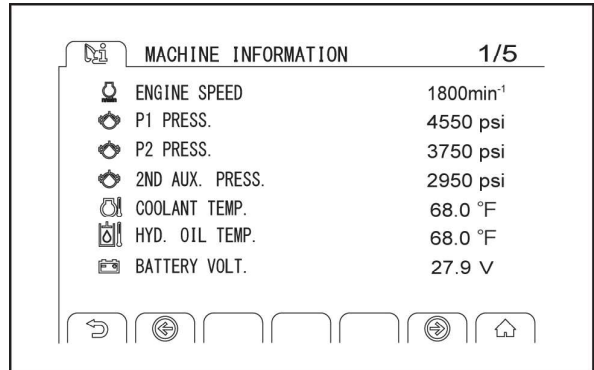 MACHINE INFORMATION 1/5
ENGINE SPEED 1800min⁻¹
P1 PRESS. 4550 psi
P2 PRESS. 3750 psi
2ND AUX. PRESS. 2950 psi
COOLANT TEMP. 68.0 °F
HYD. OIL TEMP. 68.0 °F
BATTERY VOLT. 27.9 V